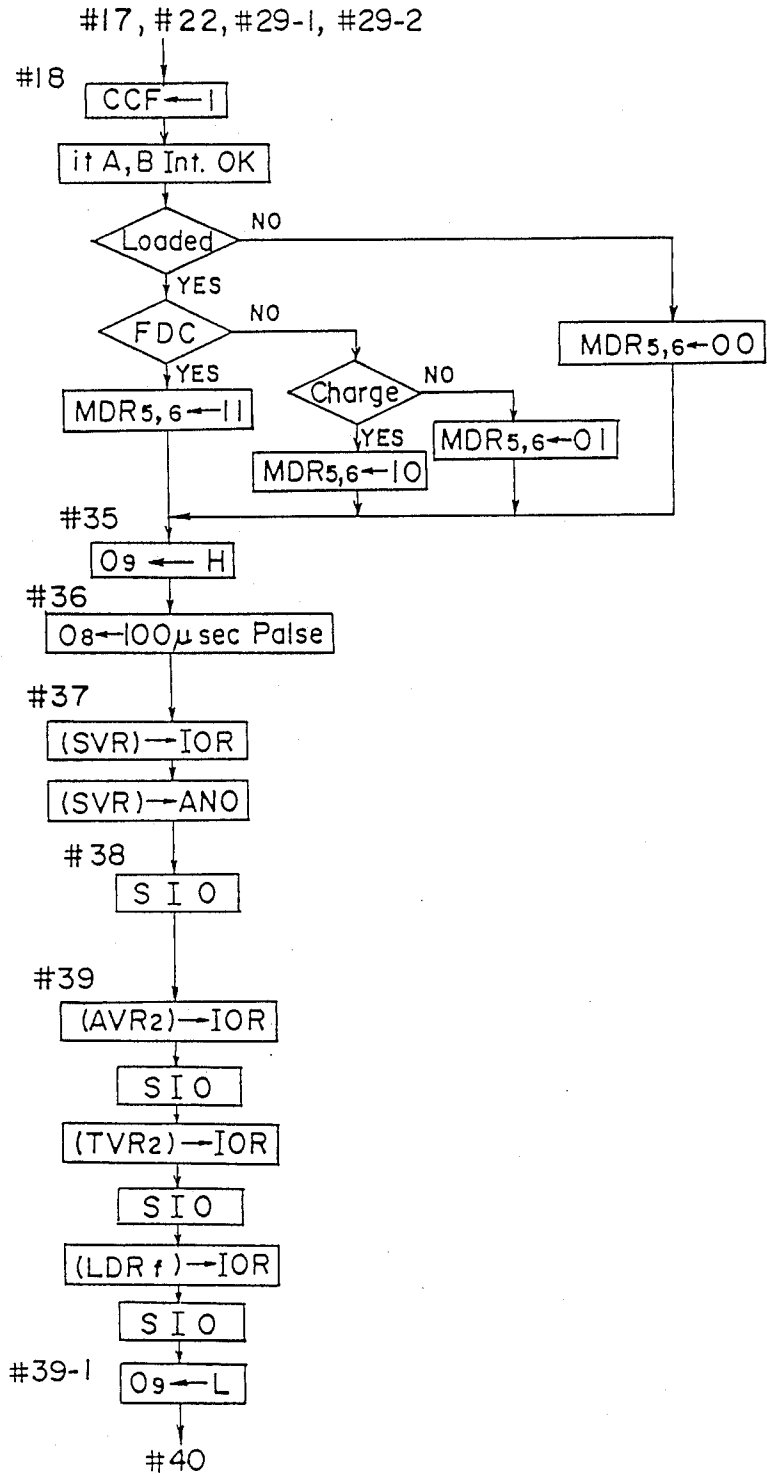 #17, #22, #29-1, #29-2
#18
CCF←1
it A, B Int. OK
Loaded
NO
YES
FDC
NO
YES
MDR5,6←11
Charge
NO
YES
MDR5,6←10
MDR5,6←01
MDR5,6←00
#35
O9 ← H
#36
O8←100μsec Palse
#37
(SVR)→IOR
(SVR)→ANO
#38
SIO
#39
(AVR2)→IOR
SIO
(TVR2)→IOR
SIO
(LDRf)→IOR
SIO
#39-1
O9←L
#40